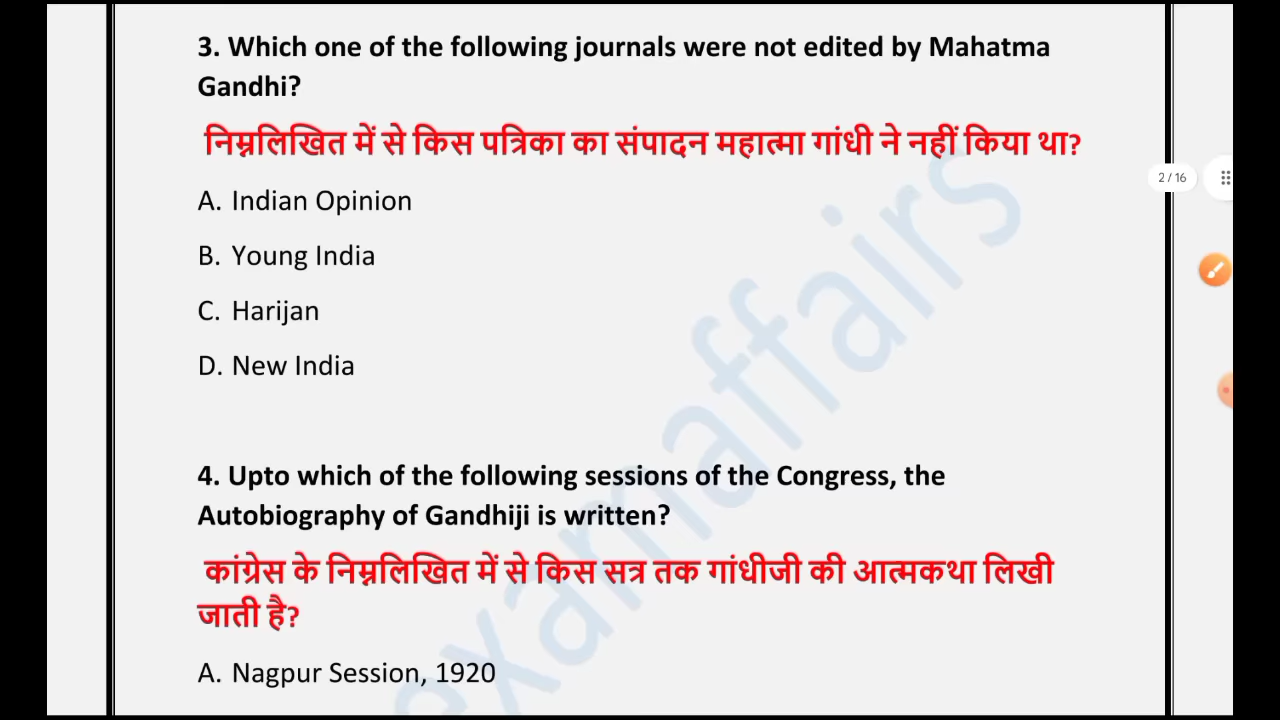 3. Which one of the following journals were not edited by Mahatma
Gandhi?
निम्नलिखित में से किस पत्रिका का संपादन महात्मा गांधी ने नहीं किया था?
A. Indian Opinion
2 / 16
B. Young India
C. Harijan
D. New India
4. Upto which of the following sessions of the Congress, the
Autobiography of Gandhiji is written?
कांग्रेस के निम्नलिखित में से किस सत्र तक गांधीजी की आत्मकथा लिखी
जाती है?
A. Nagpur Session, 1920
examaffairs